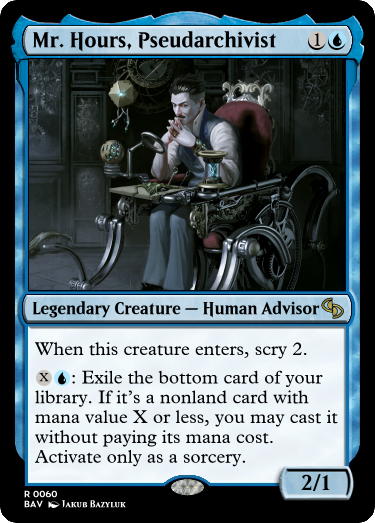 Mr. Hours, Pseudarchivist 1
Legendary Creature — Human Advisor
When this creature enters, scry 2.
X : Exile the bottom card of your
library. If it's a nonland card with
mana value X or less, you may cast it
without paying its mana cost.
Activate only as a sorcery.
2/1
R 0060
BAV Jakub Bazyluk